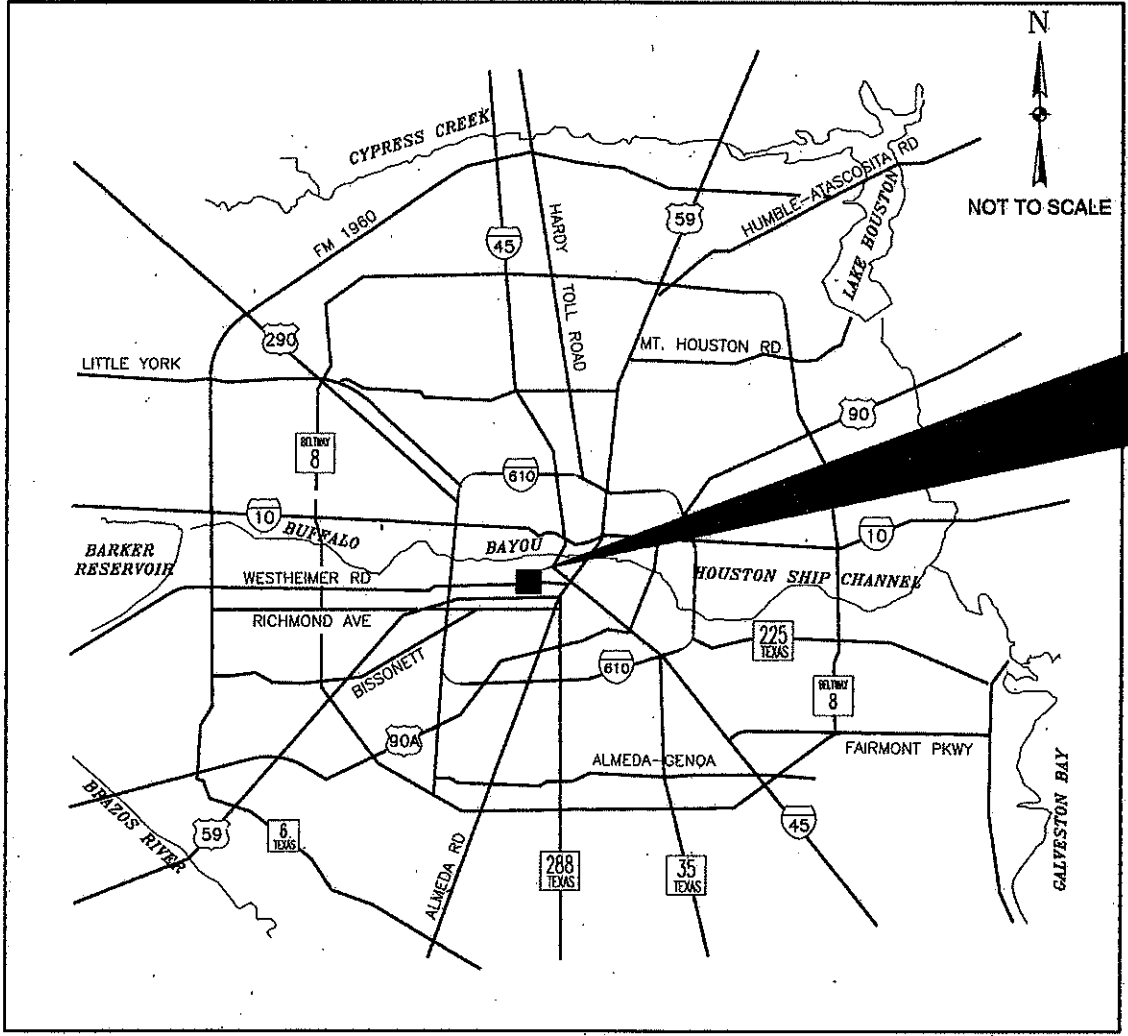 N
NOT TO SCALE
CYPRESS CREEK
HUMBLE-ATASCOSITA RD
59
45
HARDY
TOLL ROAD
FM 1960
LAKE HOUSTON
290
MT. HOUSTON RD
LITTLE YORK
90
BELTWAY
8
610
10
BUFFALO
BAYOU
10
BARKER
RESERVOIR
WESTHEIMER RD
HOUSTON SHIP CHANNEL
RICHMOND AVE
225
TEXAS
BISSONETT
610
BELTWAY
8
90A
FAIRMONT PKWY
ALMEDA-GENOA
BRAZOS RIVER
59
6
TEXAS
45
GALVESTON BAY
ALMEDA RD
288
TEXAS
35
TEXAS